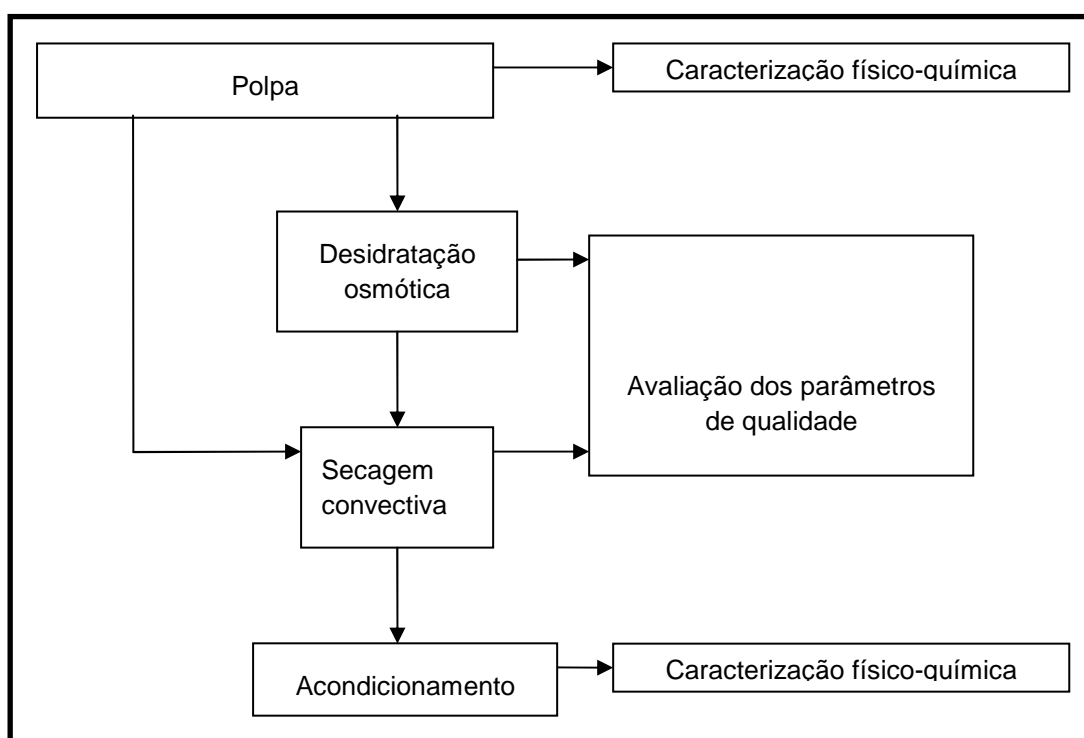 Polpa
Caracterização físico-química
Desidratação
osmótica
Avaliação dos parâmetros
de qualidade
Secagem
convectiva
Acondicionamento
Caracterização físico-química